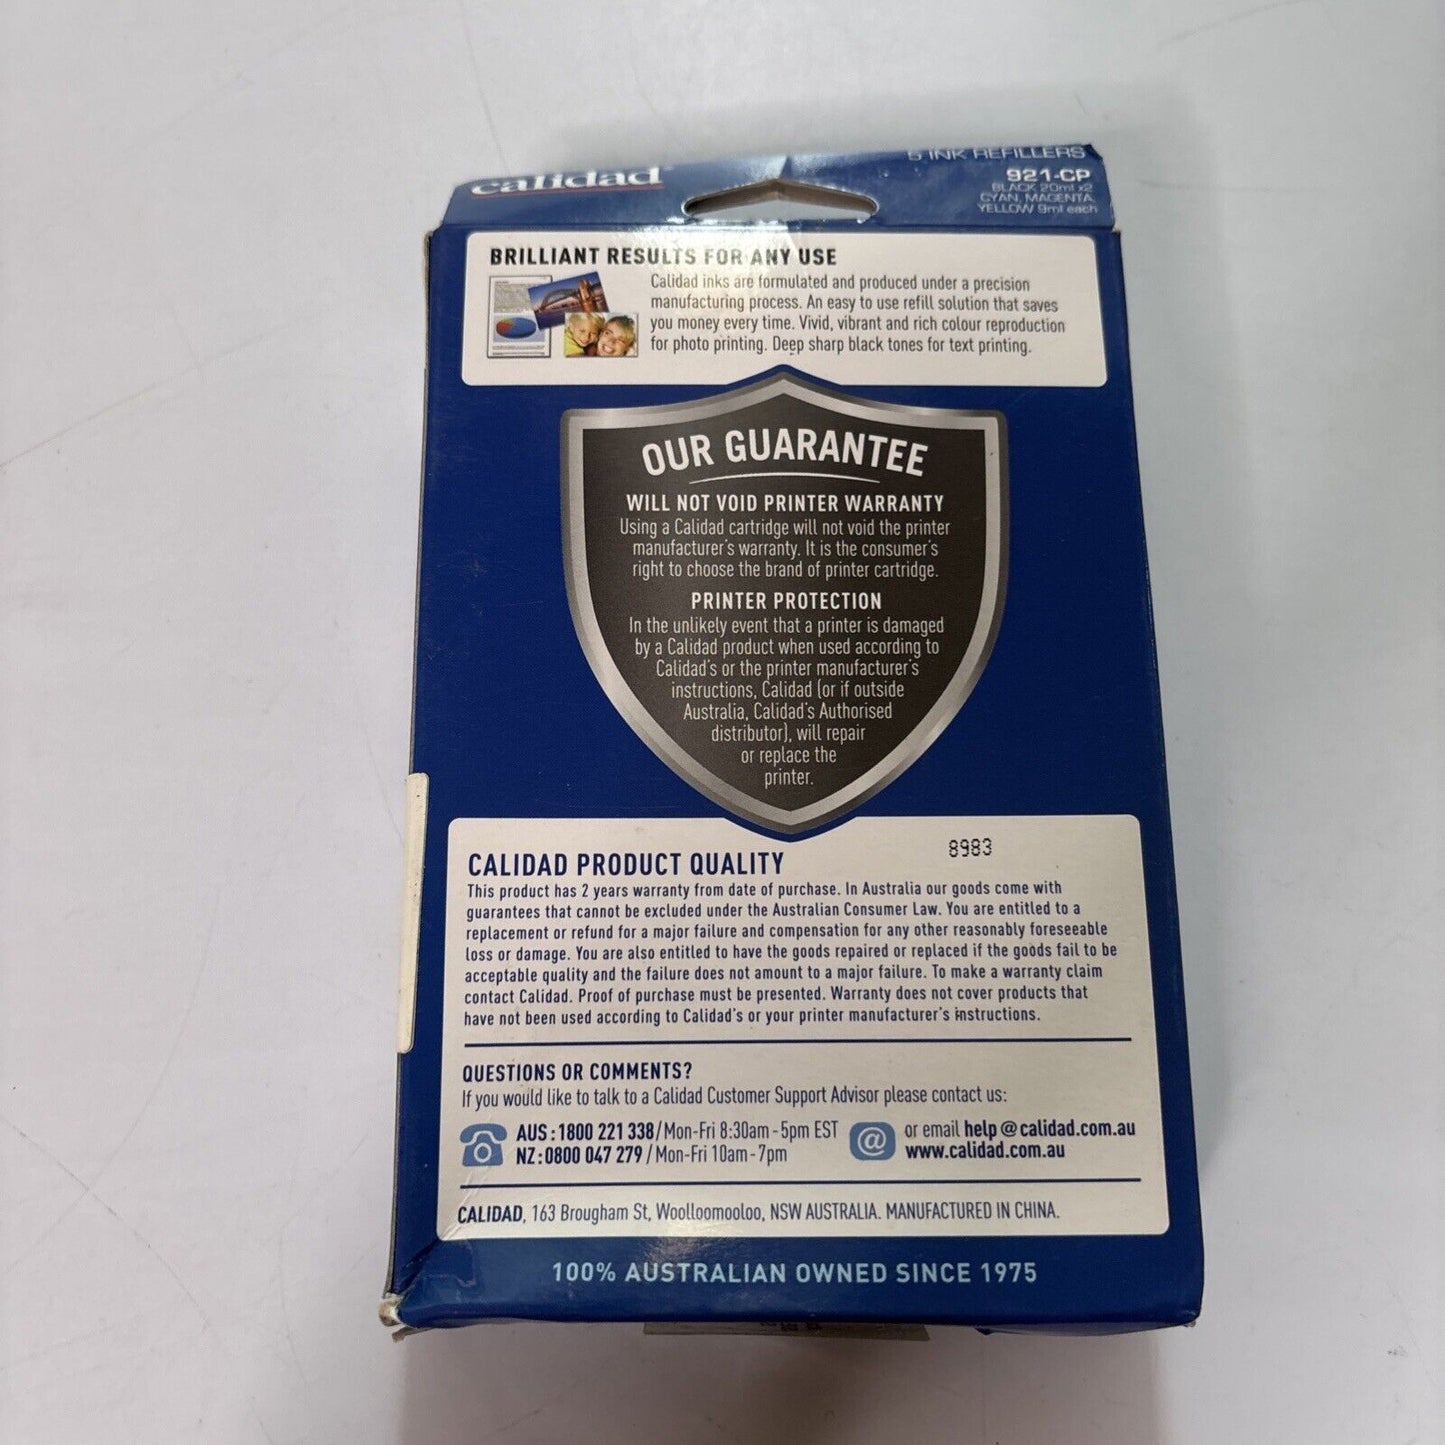 calidad
5 INK REFILLERS
921-CP
BLACK 20ml x2
CYAN, MAGENTA,
YELLOW 9ml each
BRILLIANT RESULTS FOR ANY USE
Calidad inks are formulated and produced under a precision
manufacturing process. An easy to use refill solution that saves
you money every time. Vivid, vibrant and rich colour reproduction
for photo printing. Deep sharp black tones for text printing.
OUR GUARANTEE
WILL NOT VOID PRINTER WARRANTY
Using a Calidad cartridge will not void the printer
manufacturer's warranty. It is the consumer's
right to choose the brand of printer cartridge.
PRINTER PROTECTION
In the unlikely event that a printer is damaged
by a Calidad product when used according to
Calidad's or the printer manufacturer's
instructions, Calidad (or if outside
Australia, Calidad's Authorised
distributor), will repair
or replace the
printer.
8983
CALIDAD PRODUCT QUALITY
This product has 2 years warranty from date of purchase. In Australia our goods come with
guarantees that cannot be excluded under the Australian Consumer Law. You are entitled to a
replacement or refund for a major failure and compensation for any other reasonably foreseeable
loss or damage. You are also entitled to have the goods repaired or replaced if the goods fail to be
acceptable quality and the failure does not amount to a major failure. To make a warranty claim
contact Calidad. Proof of purchase must be presented. Warranty does not cover products that
have not been used according to Calidad's or your printer manufacturer's instructions.
QUESTIONS OR COMMENTS?
If you would like to talk to a Calidad Customer Support Advisor please contact us:
AUS : 1800 221 338 / Mon-Fri 8:30am - 5pm EST
NZ : 0800 047 279 / Mon-Fri 10am - 7pm
@
or email help@calidad.com.au
www.calidad.com.au
CALIDAD, 163 Brougham St, Woolloomooloo, NSW AUSTRALIA. MANUFACTURED IN CHINA.
100% AUSTRALIAN OWNED SINCE 1975